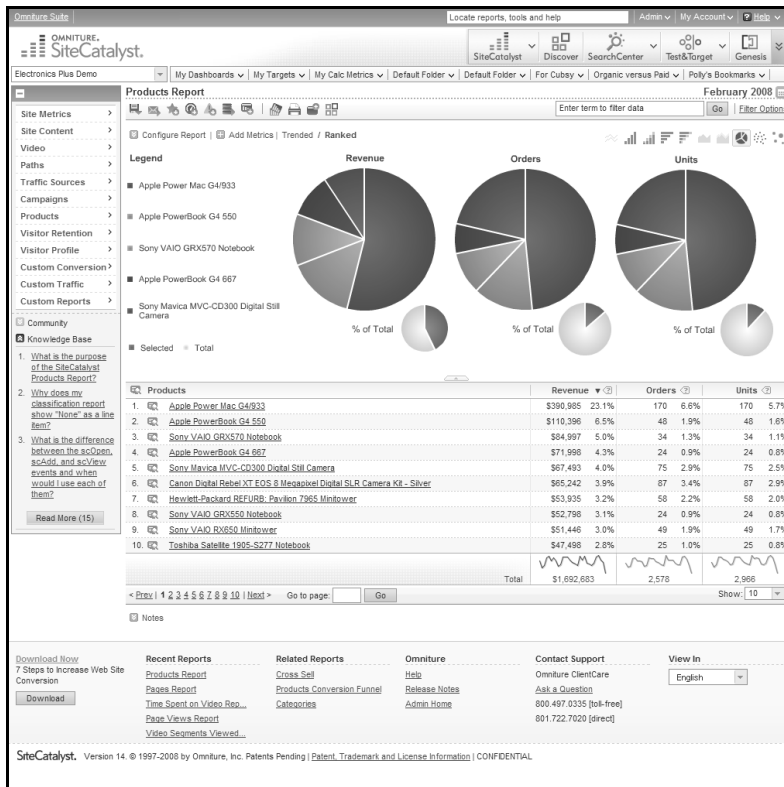 Omniture Suite
Locate reports, tools and help
Admin
My Account
Help
OMNITURE.
SiteCatalyst.
SiteCatalyst
Discover
SearchCenter
Test&Target
Genesis
Electronics Plus Demo
My Dashboards | My Targets | My Calc Metrics | Default Folder | Default Folder | For Cubsy | Organic versus Paid | Polly's Bookmarks
Products Report
February 2008
Enter term to filter data
Go
Filter Option
Configure Report | Add Metrics | Trended / Ranked
Site Metrics
Site Content
Video
Paths
Traffic Sources
Campaigns
Products
Visitor Retention
Visitor Profile
Custom Conversion
Custom Traffic
Custom Reports
Community
Knowledge Base
1. What is the purpose
of the SiteCatalyst
Products Report?
2. Why does my
classification report
show "None" as a line
item?
3. What is the difference
between the scOpen,
scAdd, and scView
events and when
would I use each of
them?
Read More (15)
Legend
Apple Power Mac G4/933
Apple PowerBook G4 550
Sony VAIO GRX570 Notebook
Apple PowerBook G4 667
Sony Mavica MVC-CD300 Digital Still
Camera
Selected
Total
Revenue
% of Total
Orders
% of Total
Units
% of Total
Products Revenue Orders Units
1. Apple Power Mac G4/933 $390,985 23.1% 170 6.6% 170 5.7%
2. Apple PowerBook G4 550 $110,396 6.5% 48 1.9% 48 1.6%
3. Sony VAIO GRX570 Notebook $84,997 5.0% 34 1.3% 34 1.1%
4. Apple PowerBook G4 667 $71,998 4.3% 24 0.9% 24 0.8%
5. Sony Mavica MVC-CD300 Digital Still Camera $67,493 4.0% 75 2.9% 75 2.5%
6. Canon Digital Rebel XT EOS 8 Megapixel Digital SLR Camera Kit - Silver $65,242 3.9% 87 3.4% 87 2.9%
7. Hewlett-Packard REFURB: Pavilion 7965 Minitower $53,935 3.2% 58 2.2% 58 2.0%
8. Sony VAIO GRX550 Notebook $52,798 3.1% 24 0.9% 24 0.8%
9. Sony VAIO RX650 Minitower $51,446 3.0% 49 1.9% 49 1.7%
10. Toshiba Satellite 1905-S277 Notebook $47,498 2.8% 25 1.0% 25 0.8%
Total $1,692,683 2,578 2,966
< Prev | 1 2 3 4 5 6 7 8 9 10 | Next > Go to page: Go Show: 10
Notes
Download Now
7 Steps to Increase Web Site
Conversion
Download
Recent Reports
Products Report
Pages Report
Time Spent on Video Rep...
Page Views Report
Video Segments Viewed...
Related Reports
Cross Sell
Products Conversion Funnel
Categories
Omniture
Help
Release Notes
Admin Home
Contact Support
Omniture ClientCare
Ask a Question
800.497.0335 [toll-free]
801.722.7020 [direct]
View In
English
SiteCatalyst. Version 14. © 1997-2008 by Omniture, Inc. Patents Pending | Patent, Trademark and License Information | CONFIDENTIAL